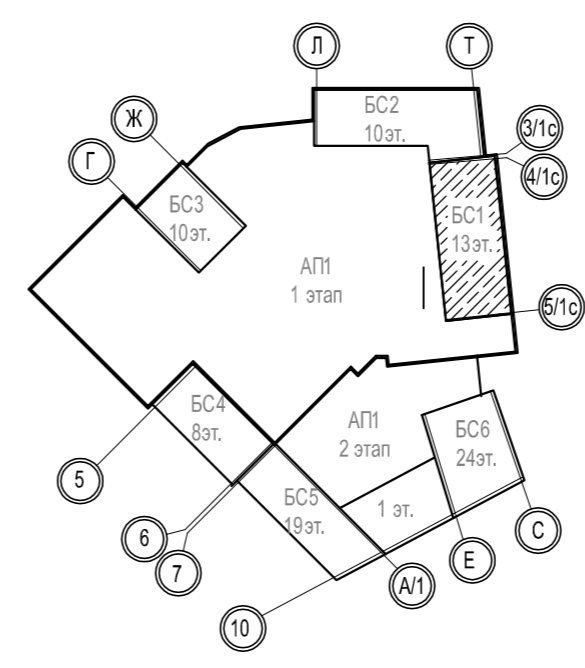 Л
Т
БС2
10эт.
3/1с
Ж
4/1с
Г
БС3
10эт.
БС1
13эт.
АП1
1 этап
5/1с
БС4
8эт.
АП1
2 этап
БС6
24эт.
5
БС5
19эт.
1 эт.
6
7
С
Е
А/1
10